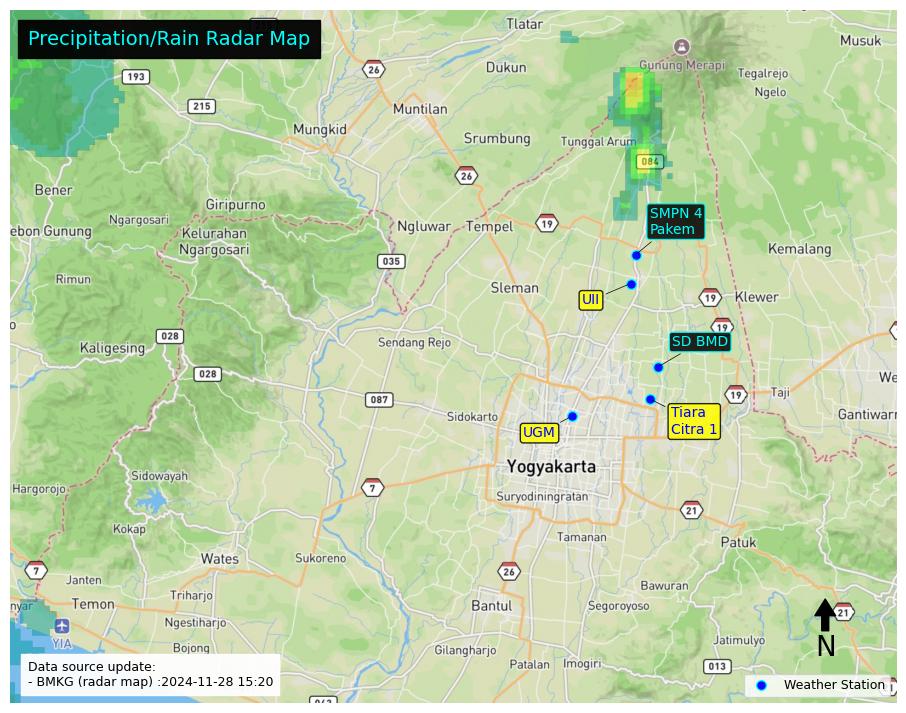 Precipitation/Rain Radar Map
Tlatar
Musuk
26
Dukun
Gunung Merapi
Tegalrejo
193
Ngelo
215
Muntilan
Mungkid
Srumbung
Tunggal Arum
084
26
Bener
Giripurno
SMPN 4
Pakem
Ngargosari
Ngluwar
Tempel
19
ebon Gunung
Kelurahan
Ngargosari
Kemalang
035
Rimun
Sleman
UII
19
Klewer
19
028
Sendang Rejo
SD BMD
Kaligesing
028
We
087
19
Taji
Sidokarto
Tiara
Citra 1
Gantiwarn
UGM
Yogyakarta
Sidowayah
Hargorojo
7
Suryodiningratan
21
Kokap
Tamanan
Patuk
Wates
Sukoreno
7
26
Janten
Bawuran
Triharjo
nyar
Temon
Bantul
Segoroyoso
21
Ngestiharjo
YIA
Jatimulyo
N
Bojong
Gilangharjo
Patalan
Imogiri
013
Data source update:
- BMKG (radar map) :2024-11-28 15:20
Weather Station